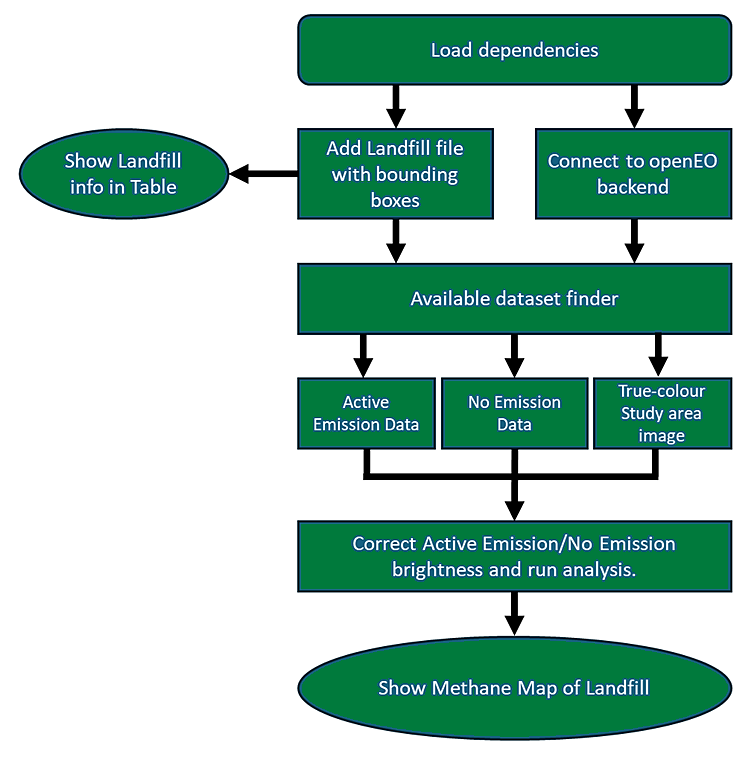 Load dependencies
Show Landfill
info in Table
Add Landfill file
with bounding
boxes
Connect to openEO
backend
Available dataset finder
Active
Emission Data
No Emission
Data
True-colour
Study area
image
Correct Active Emission/No Emission
brightness and run analysis.
Show Methane Map of Landfill